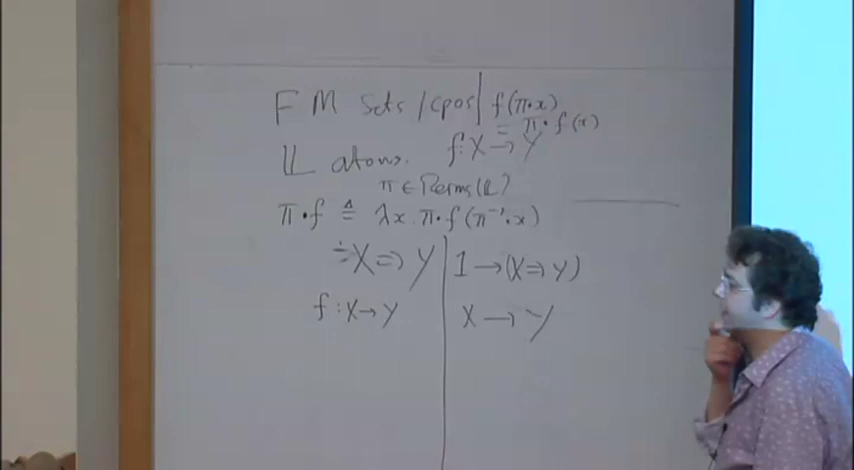 FM sets/cpos | f(π·x)
= π·f(x)
𝕃 atoms. f: X → Y
π ∈ Perms(𝕃)
π·f ≜ λx. π·f(π⁻¹·x)
÷X ⇒ Y | 1 → (X ⇒ Y)
f: X → Y | X → Y